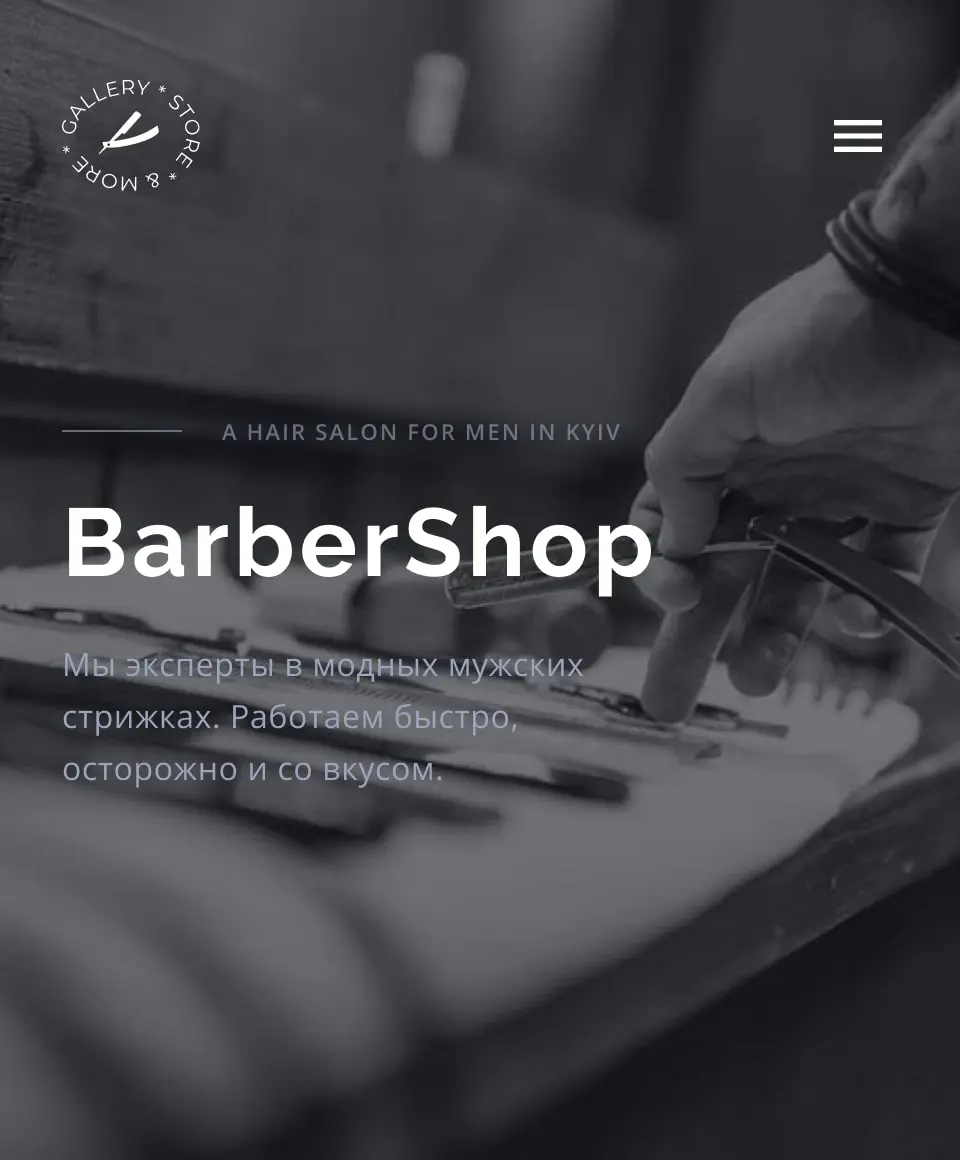 GALLERY * STORE * & MORE *
A HAIR SALON FOR MEN IN KYIV
BarberShop
Мы эксперты в модных мужских
стрижках. Работаем быстро,
осторожно и со вкусом.